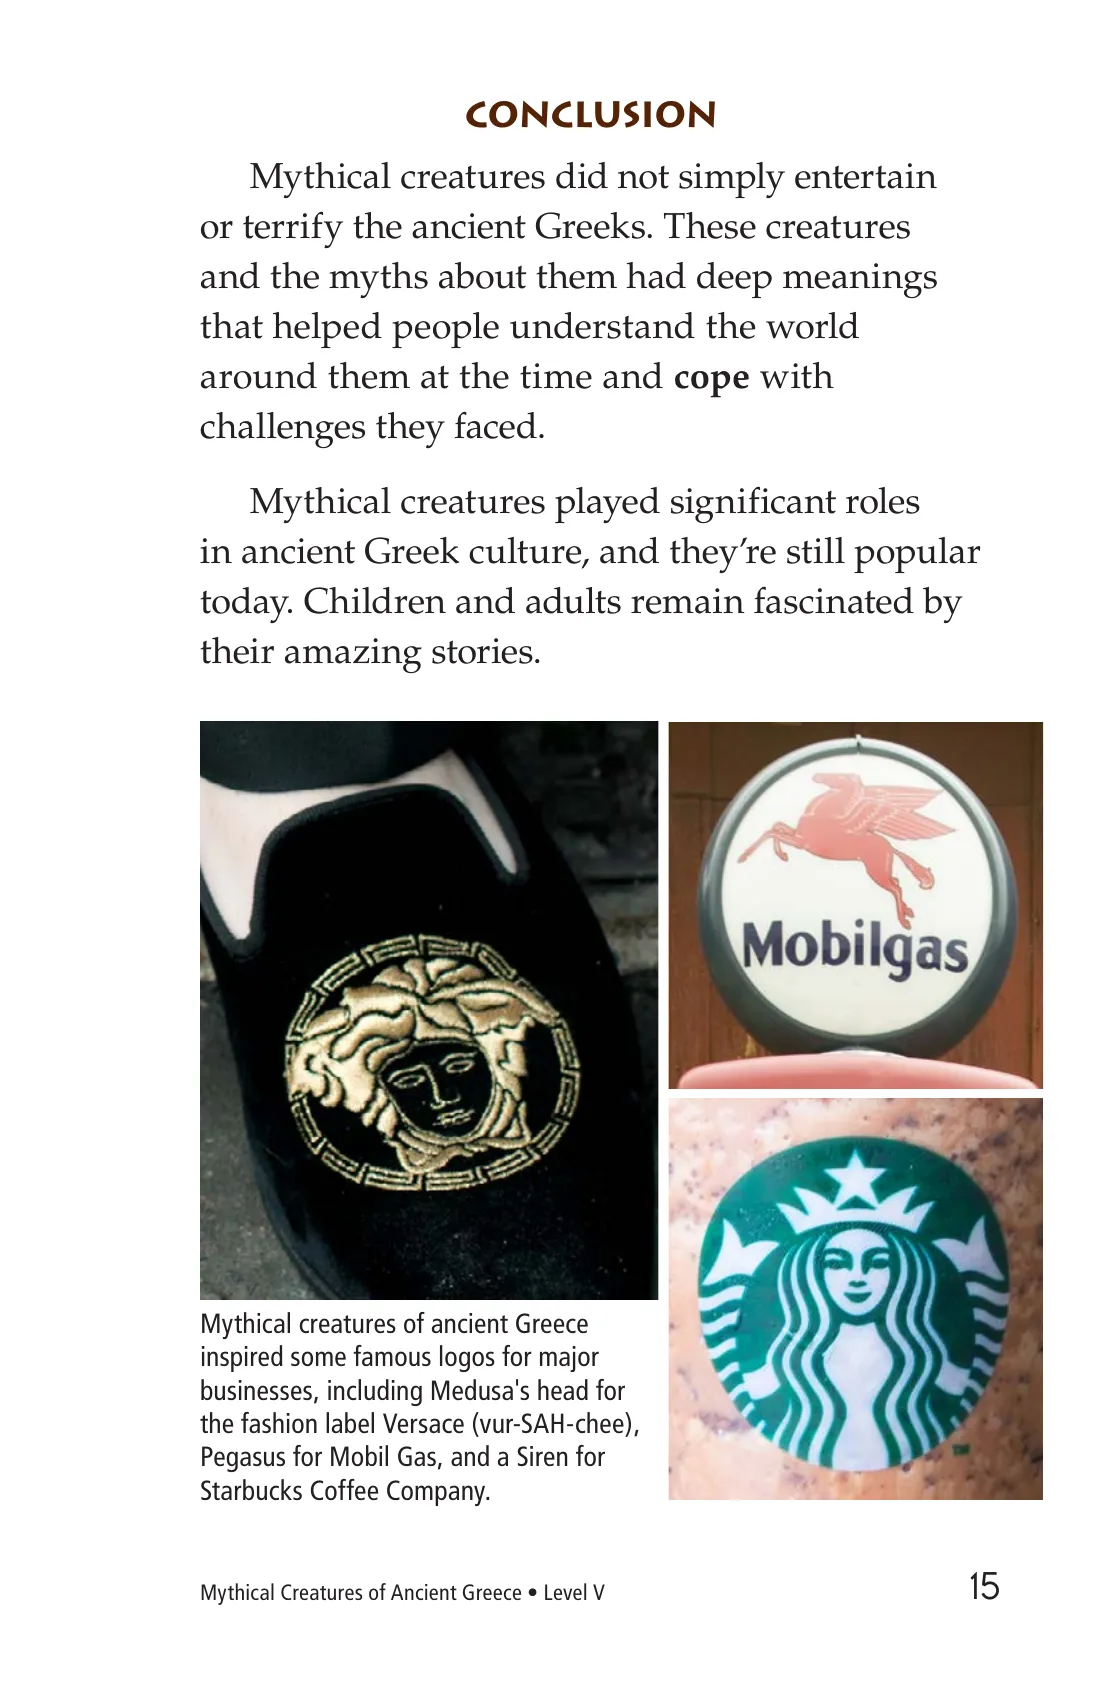 CONCLUSION
Mythical creatures did not simply entertain
or terrify the ancient Greeks. These creatures
and the myths about them had deep meanings
that helped people understand the world
around them at the time and cope with
challenges they faced.
Mythical creatures played significant roles
in ancient Greek culture, and they’re still popular
today. Children and adults remain fascinated by
their amazing stories.
Mobilgas
TM
Mythical creatures of ancient Greece
inspired some famous logos for major
businesses, including Medusa's head for
the fashion label Versace (vur-SAH-chee),
Pegasus for Mobil Gas, and a Siren for
Starbucks Coffee Company.
Mythical Creatures of Ancient Greece • Level V
15